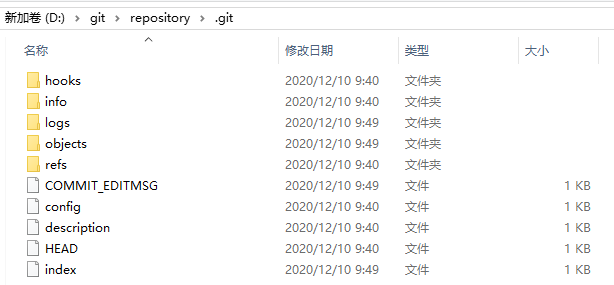 新加卷 (D:) › git › repository › .git
名称 修改日期 类型 大小
hooks 2020/12/10 9:40 文件夹
info 2020/12/10 9:40 文件夹
logs 2020/12/10 9:49 文件夹
objects 2020/12/10 9:49 文件夹
refs 2020/12/10 9:40 文件夹
COMMIT_EDITMSG 2020/12/10 9:49 文件 1 KB
config 2020/12/10 9:40 文件 1 KB
description 2020/12/10 9:40 文件 1 KB
HEAD 2020/12/10 9:40 文件 1 KB
index 2020/12/10 9:49 文件 1 KB